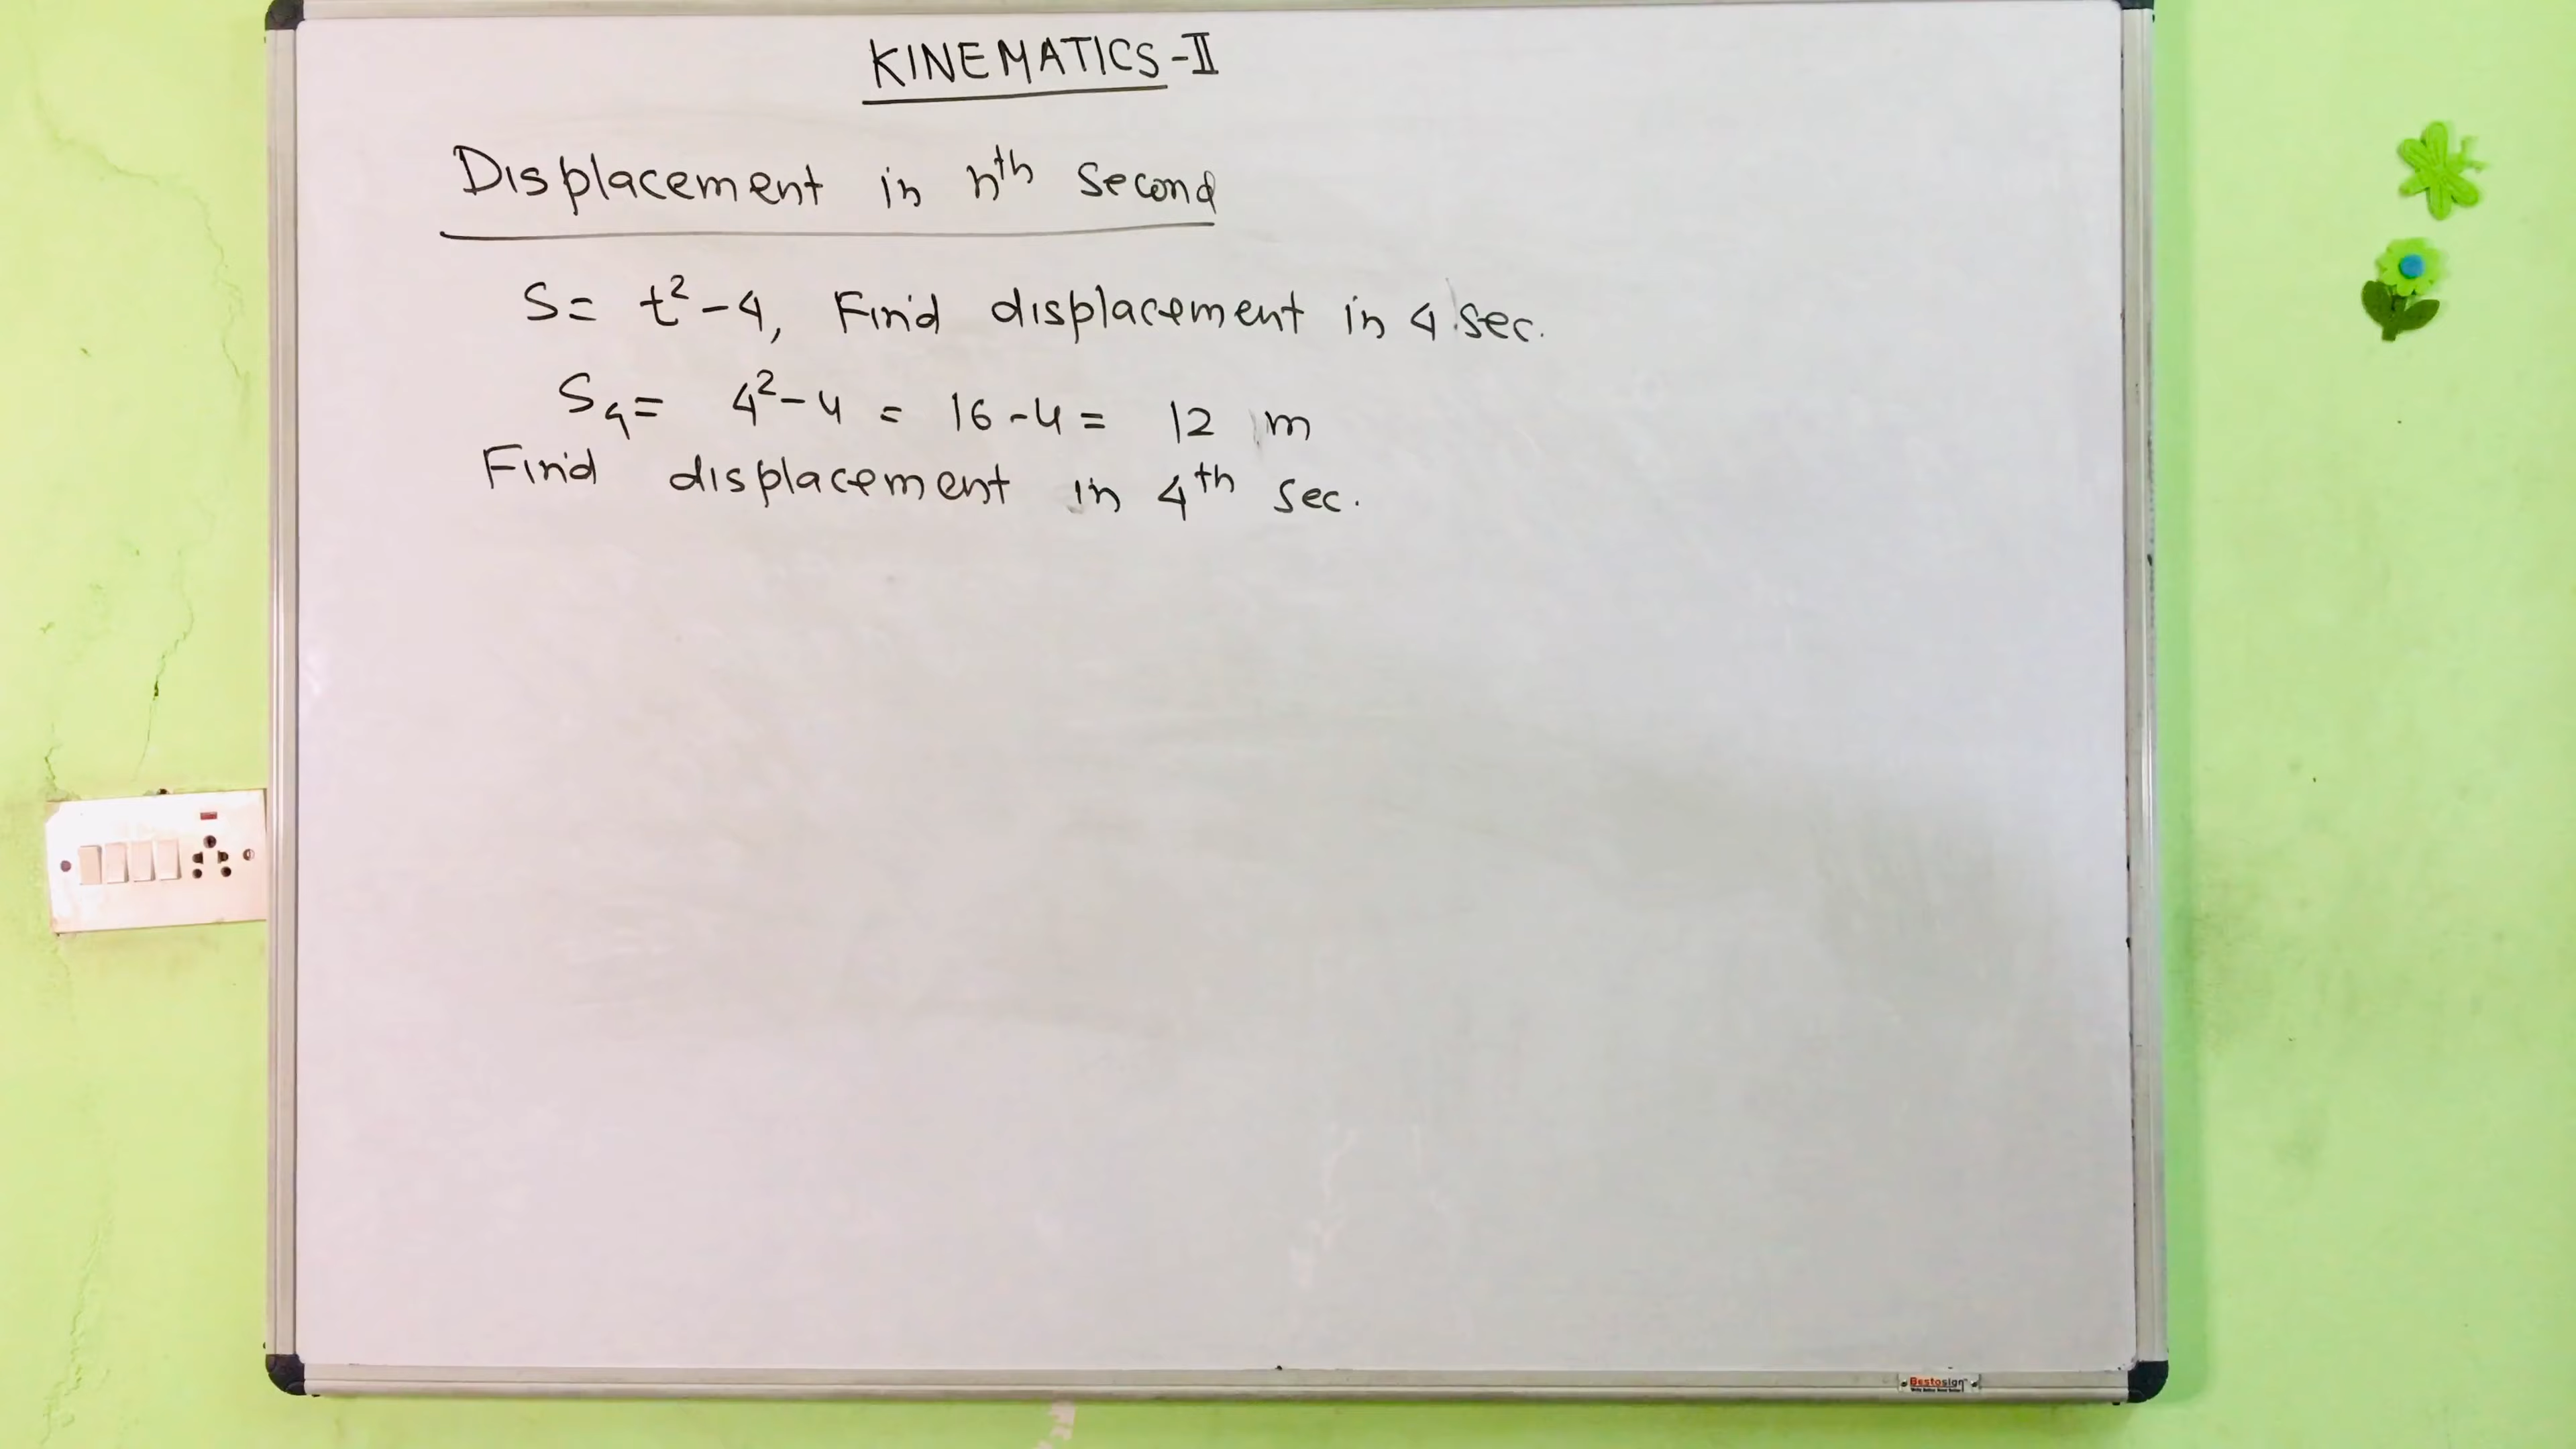 KINEMATICS-II
Displacement in nth second
S = t²-4, Find displacement in 4 sec.
S₄ = 4²-4 = 16-4 = 12 m
Find displacement in 4th sec.
Bestosign